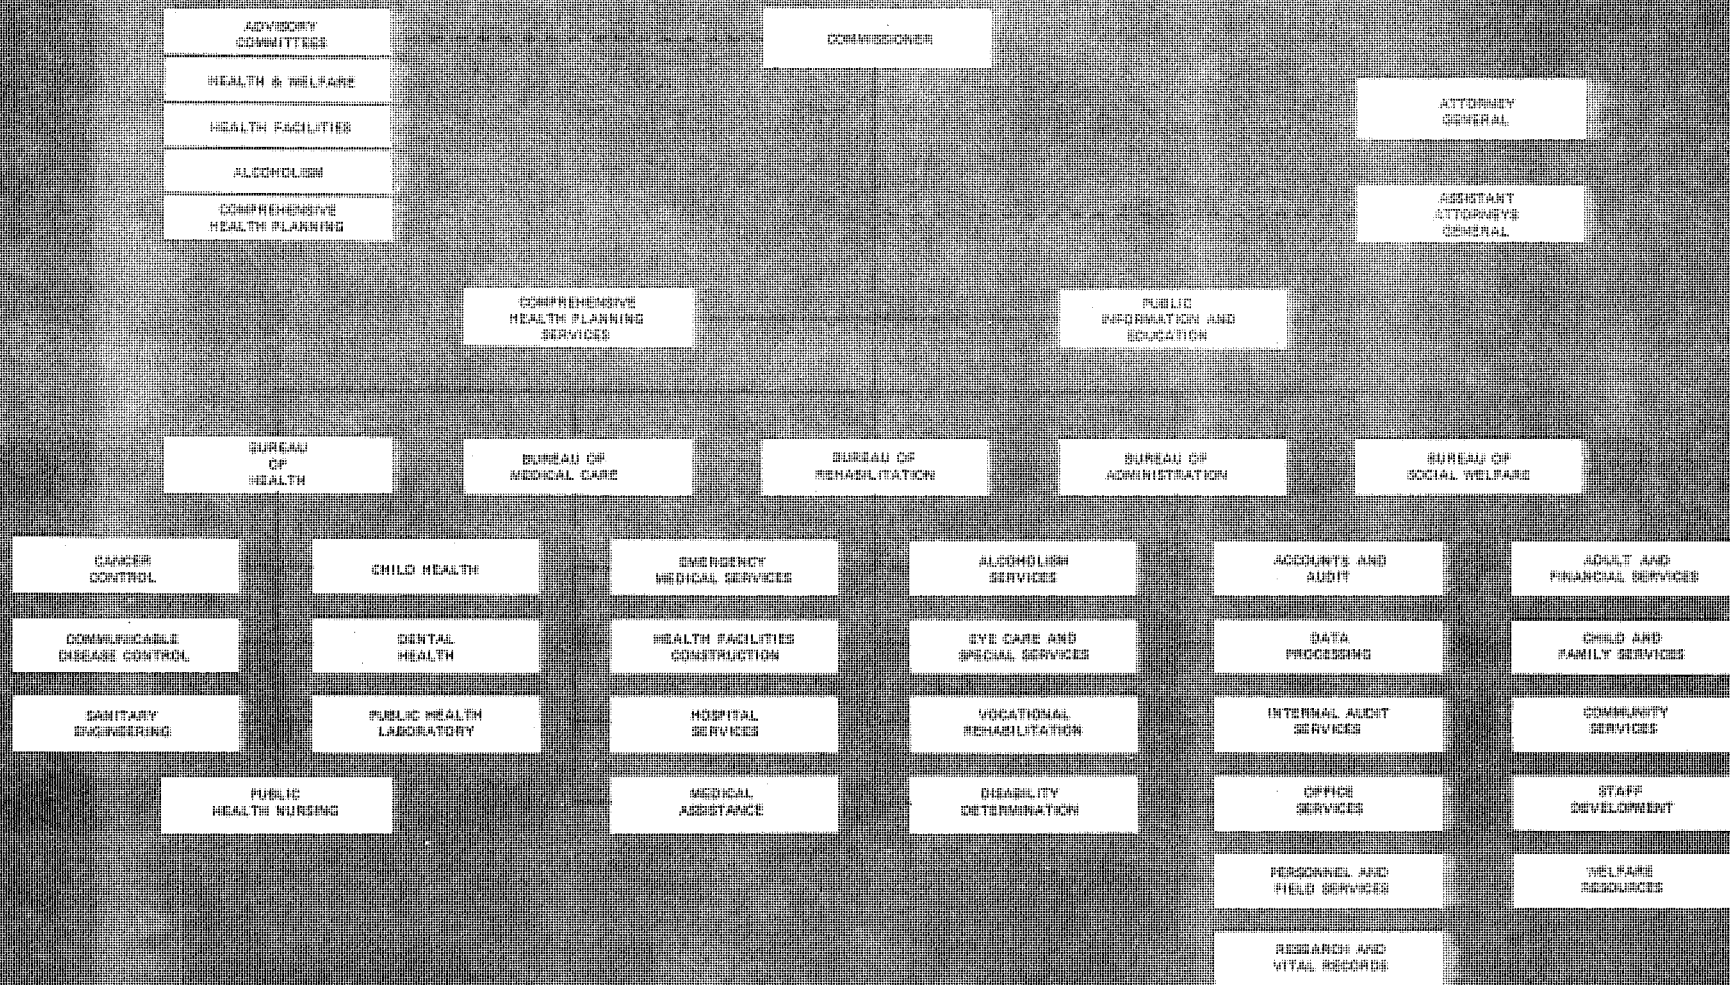 ADVISORY
COMMITTEES
HEALTH & WELFARE
HEALTH FACILITIES
ALCOHOLISM
COMPREHENSIVE
HEALTH PLANNING
COMMISSIONER
ATTORNEY
GENERAL
ASSISTANT
ATTORNEYS
GENERAL
COMPREHENSIVE
HEALTH PLANNING
SERVICES
PUBLIC
INFORMATION AND
EDUCATION
BUREAU
OF
HEALTH
BUREAU OF
MEDICAL CARE
BUREAU OF
REHABILITATION
BUREAU OF
ADMINISTRATION
BUREAU OF
SOCIAL WELFARE
CANCER
CONTROL
CHILD HEALTH
EMERGENCY
MEDICAL SERVICES
ALCOHOLISM
SERVICES
ACCOUNTS AND
AUDIT
ADULT AND
FINANCIAL SERVICES
COMMUNICABLE
DISEASE CONTROL
DENTAL
HEALTH
HEALTH FACILITIES
CONSTRUCTION
EYE CARE AND
SPECIAL SERVICES
DATA
PROCESSING
CHILD AND
FAMILY SERVICES
SANITARY
ENGINEERING
PUBLIC HEALTH
LABORATORY
HOSPITAL
SERVICES
VOCATIONAL
REHABILITATION
INTERNAL AUDIT
SERVICES
COMMUNITY
SERVICES
PUBLIC
HEALTH NURSING
MEDICAL
ASSISTANCE
DISABILITY
DETERMINATION
OFFICE
SERVICES
STAFF
DEVELOPMENT
PERSONNEL AND
FIELD SERVICES
WELFARE
RESOURCES
RESEARCH AND
VITAL RECORDS